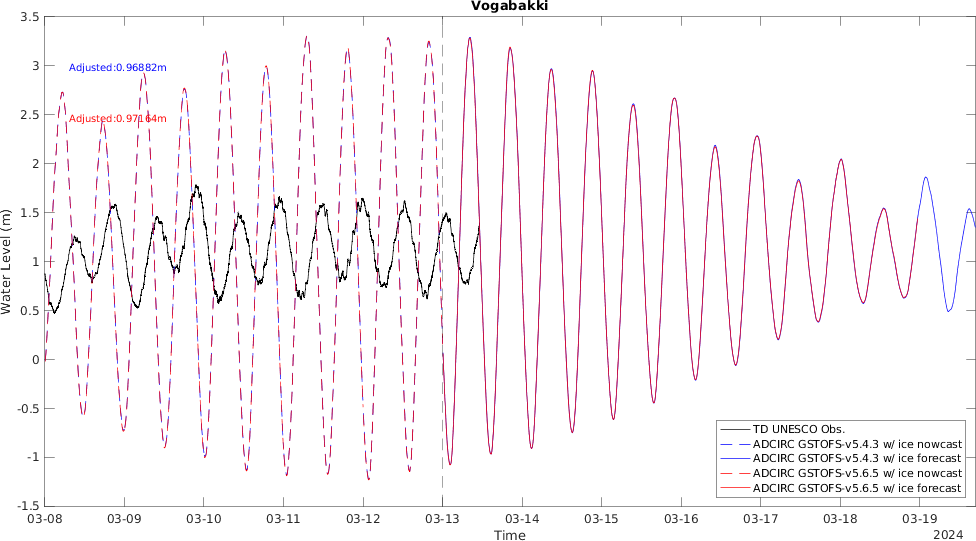 Vogabakki
3.5
3
2.5
2
1.5
1
0.5
0
-0.5
-1
-1.5
Water Level (m)
Adjusted:0.96882m
Adjusted:0.97164m
TD UNESCO Obs.
ADCIRC GSTOFS-v5.4.3 w/ ice nowcast
ADCIRC GSTOFS-v5.4.3 w/ ice forecast
ADCIRC GSTOFS-v5.6.5 w/ ice nowcast
ADCIRC GSTOFS-v5.6.5 w/ ice forecast
03-08 03-09 03-10 03-11 03-12 03-13 03-14 03-15 03-16 03-17 03-18 03-19
Time
2024